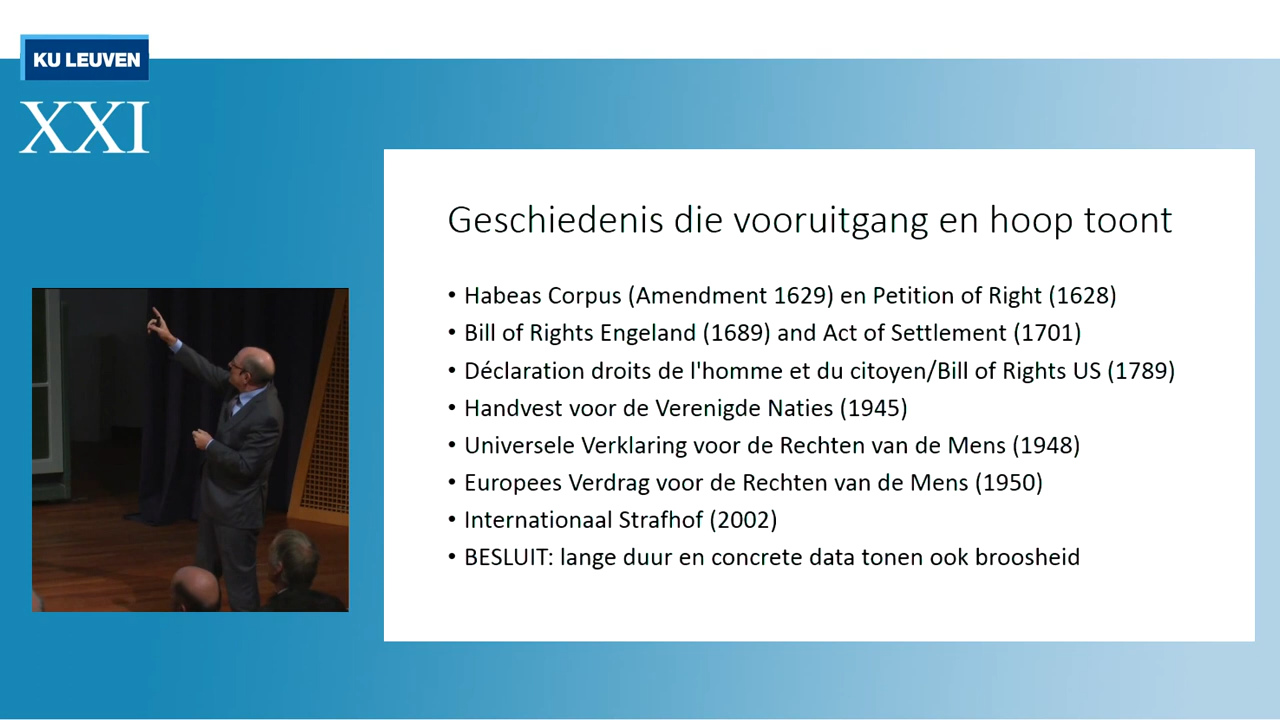 KU LEUVEN
XXI
Geschiedenis die vooruitgang en hoop toont
• Habeas Corpus (Amendment 1629) en Petition of Right (1628)
• Bill of Rights Engeland (1689) and Act of Settlement (1701)
• Déclaration droits de l'homme et du citoyen/Bill of Rights US (1789)
• Handvest voor de Verenigde Naties (1945)
• Universele Verklaring voor de Rechten van de Mens (1948)
• Europees Verdrag voor de Rechten van de Mens (1950)
• Internationaal Strafhof (2002)
• BESLUIT: lange duur en concrete data tonen ook broosheid